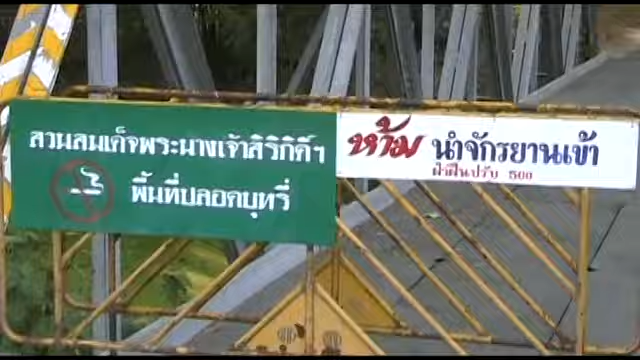 สวนสมเด็จพระนางเจ้าสิริกิติ์ฯ
พื้นที่ปลอดบุหรี่
ห้าม นำจักรยานเข้า
ฝ่าฝืนปรับ 500